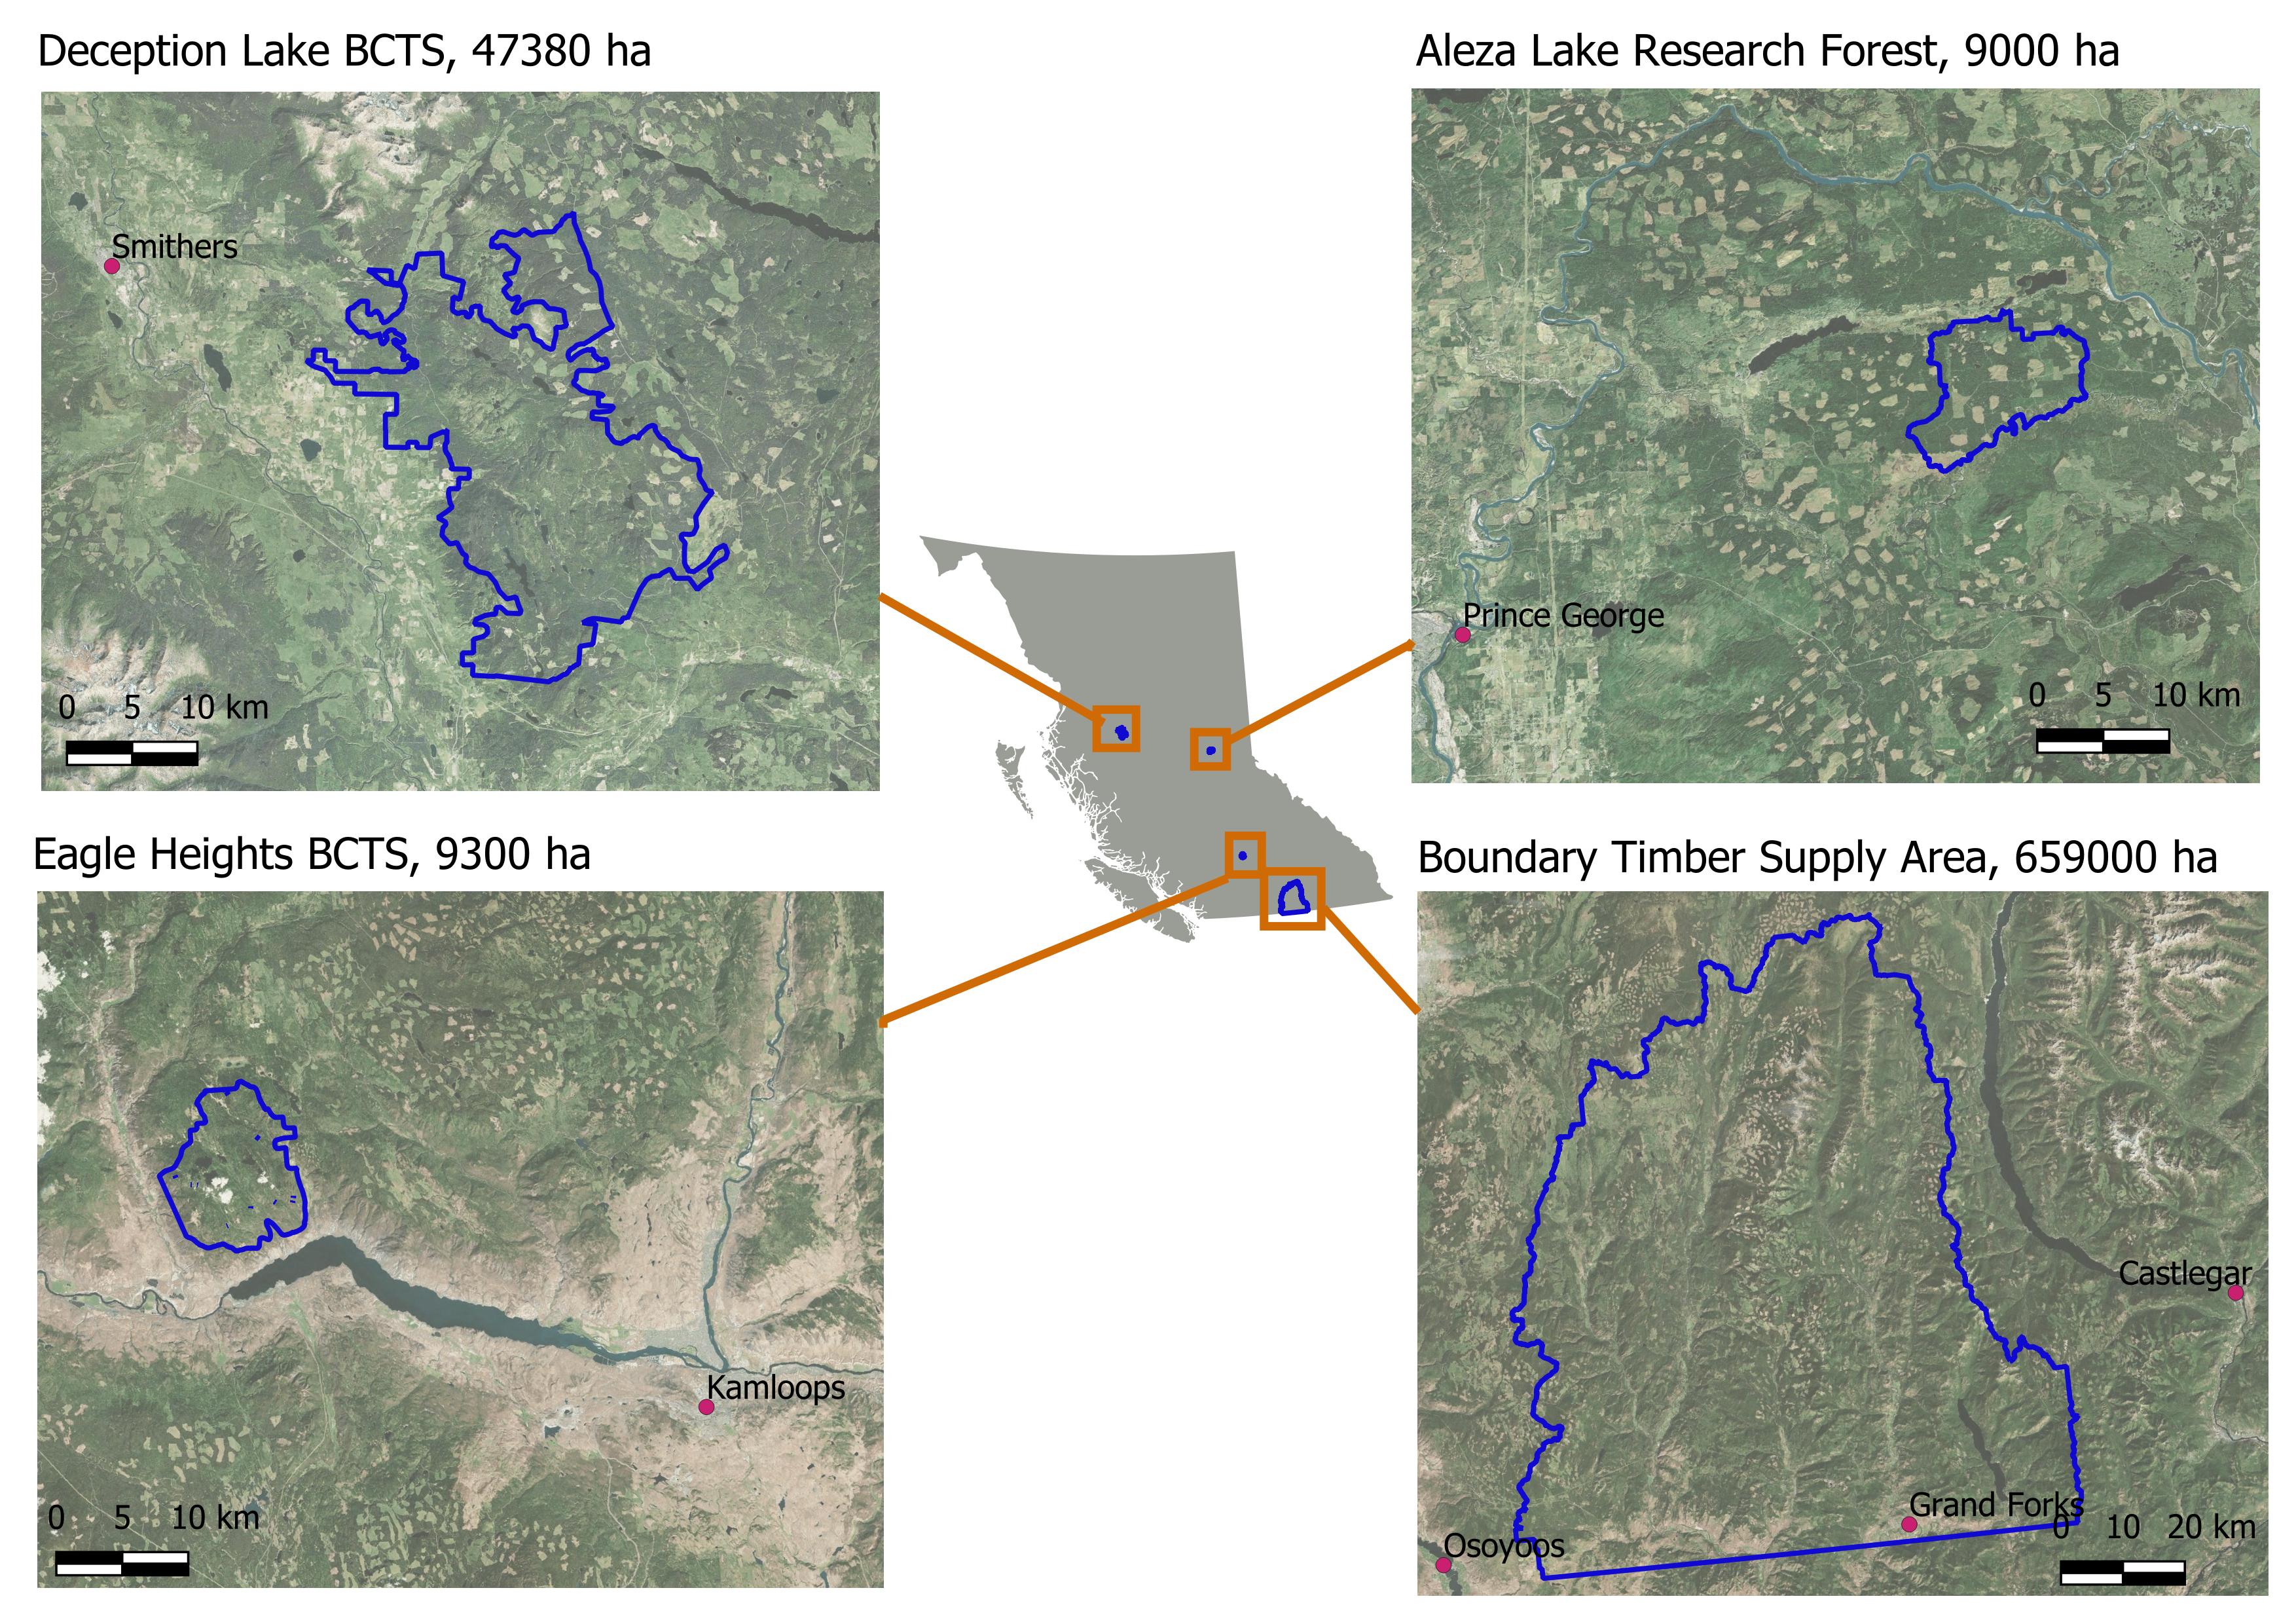 Deception Lake BCTS, 47380 ha
Smithers
0 5 10 km
Aleza Lake Research Forest, 9000 ha
Prince George
0 5 10 km
Eagle Heights BCTS, 9300 ha
Kamloops
0 5 10 km
Boundary Timber Supply Area, 659000 ha
Castlegar
Grand Forks
Osoyoos
0 10 20 km